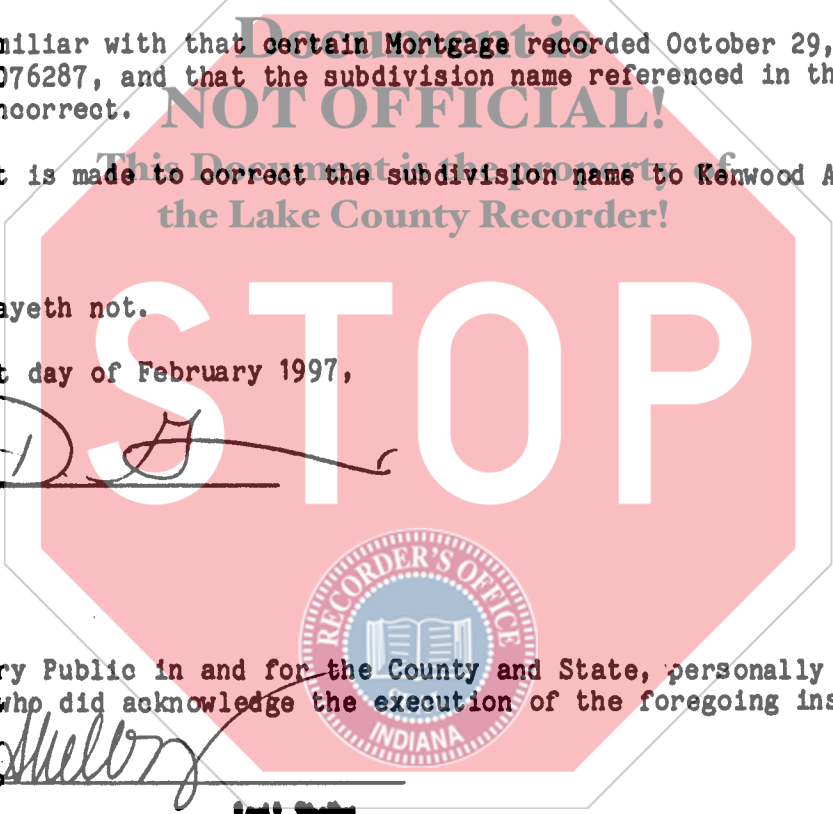 Document is
miliar with that certain Mortgage recorded October 29,
076287, and that the subdivision name referenced in th
NOT OFFICIAL!
ncorrect.
This Document is the property of
t is made to correct the subdivision name to Kenwood A
the Lake County Recorder!
ayeth not.
STOP
t day of February 1997,
RECORDER'S OFFICE
ry Public in and for the County and State, personally
who did acknowledge the execution of the foregoing ins
INDIANA
Shelby